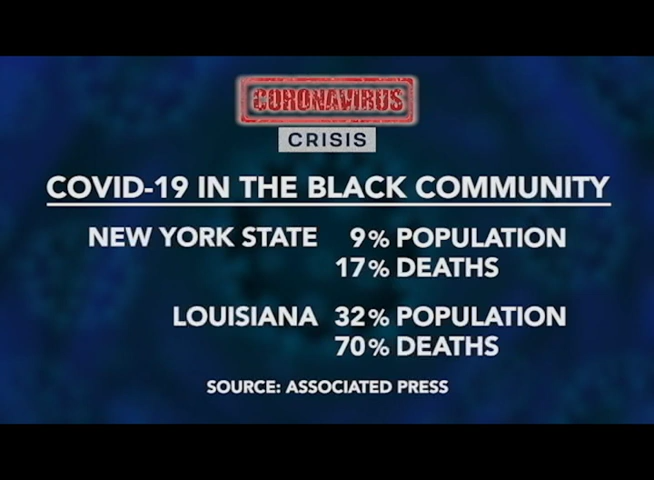 CORONAVIRUS
CRISIS
COVID-19 IN THE BLACK COMMUNITY
NEW YORK STATE 9% POPULATION
17% DEATHS
LOUISIANA 32% POPULATION
70% DEATHS
SOURCE: ASSOCIATED PRESS